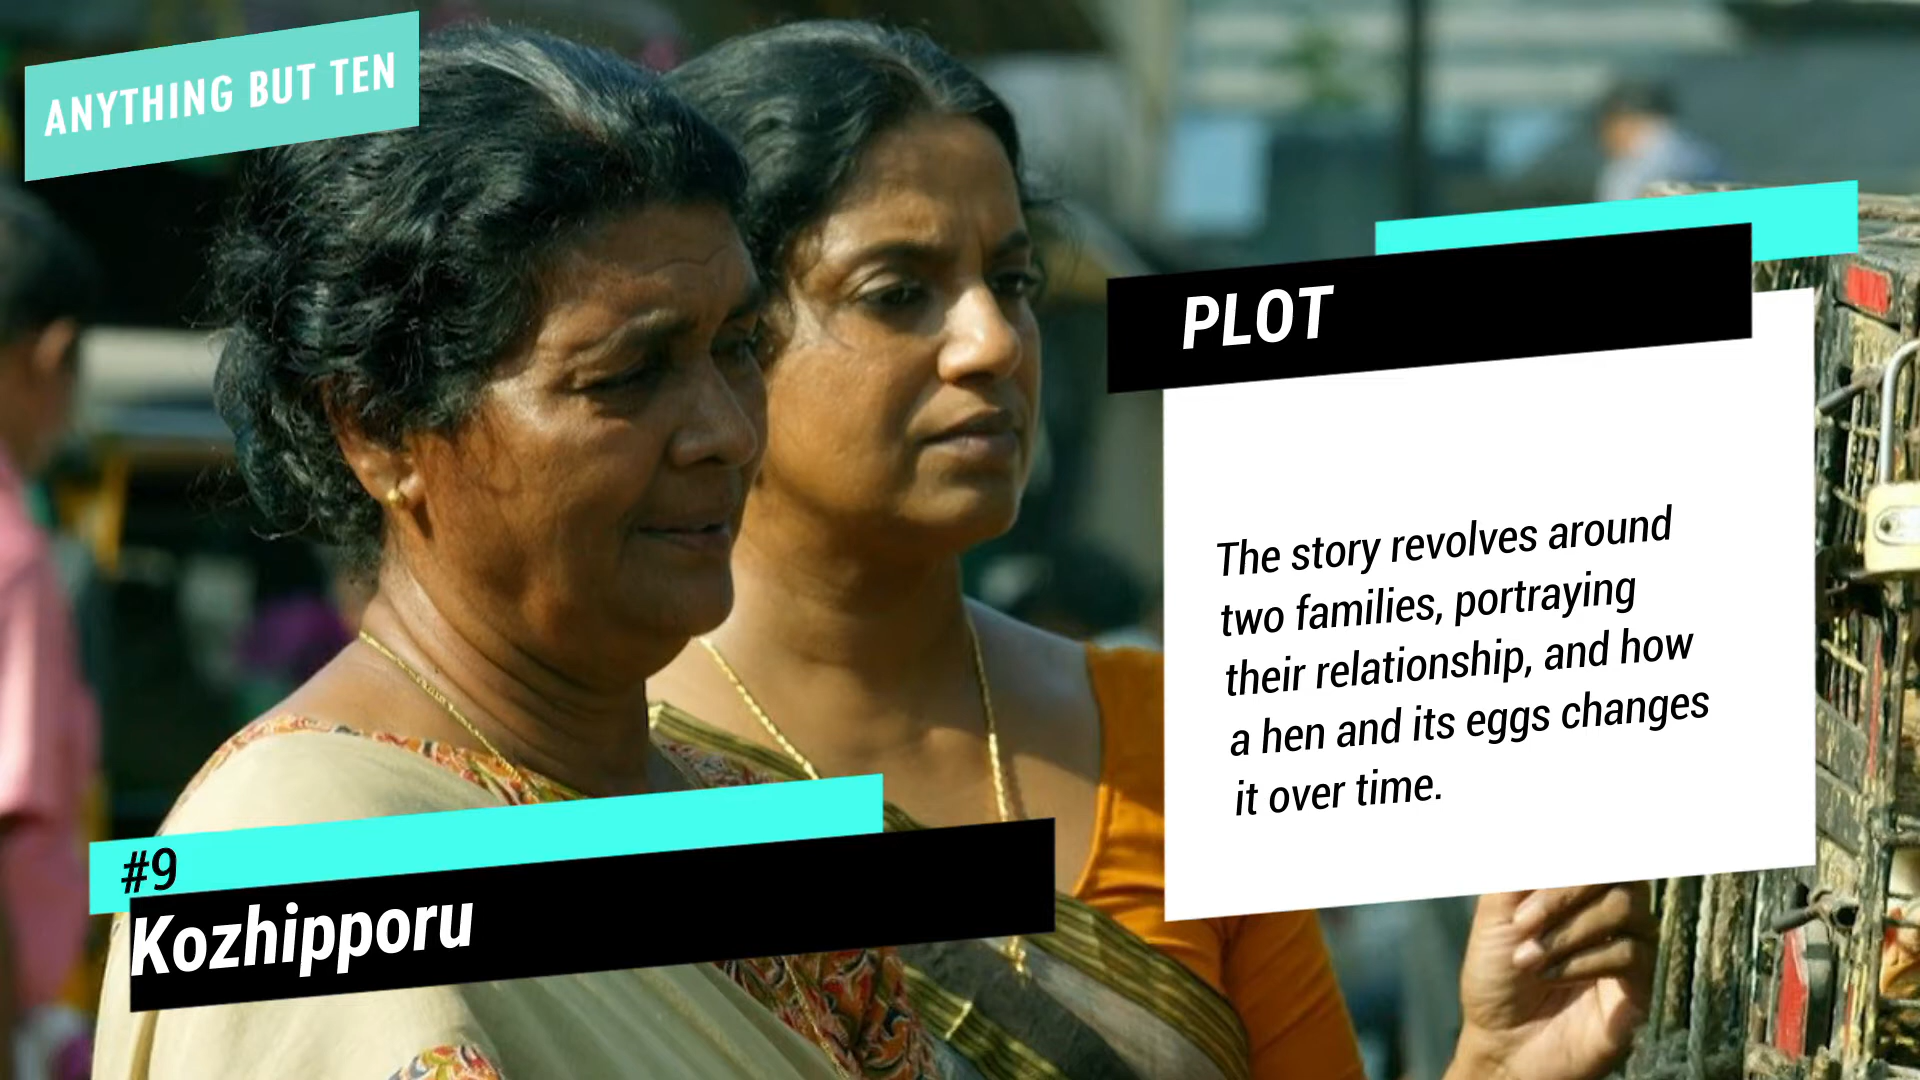 ANYTHING BUT TEN
PLOT
The story revolves around
two families, portraying
their relationship, and how
a hen and its eggs changes
it over time.
#9
Kozhipporu